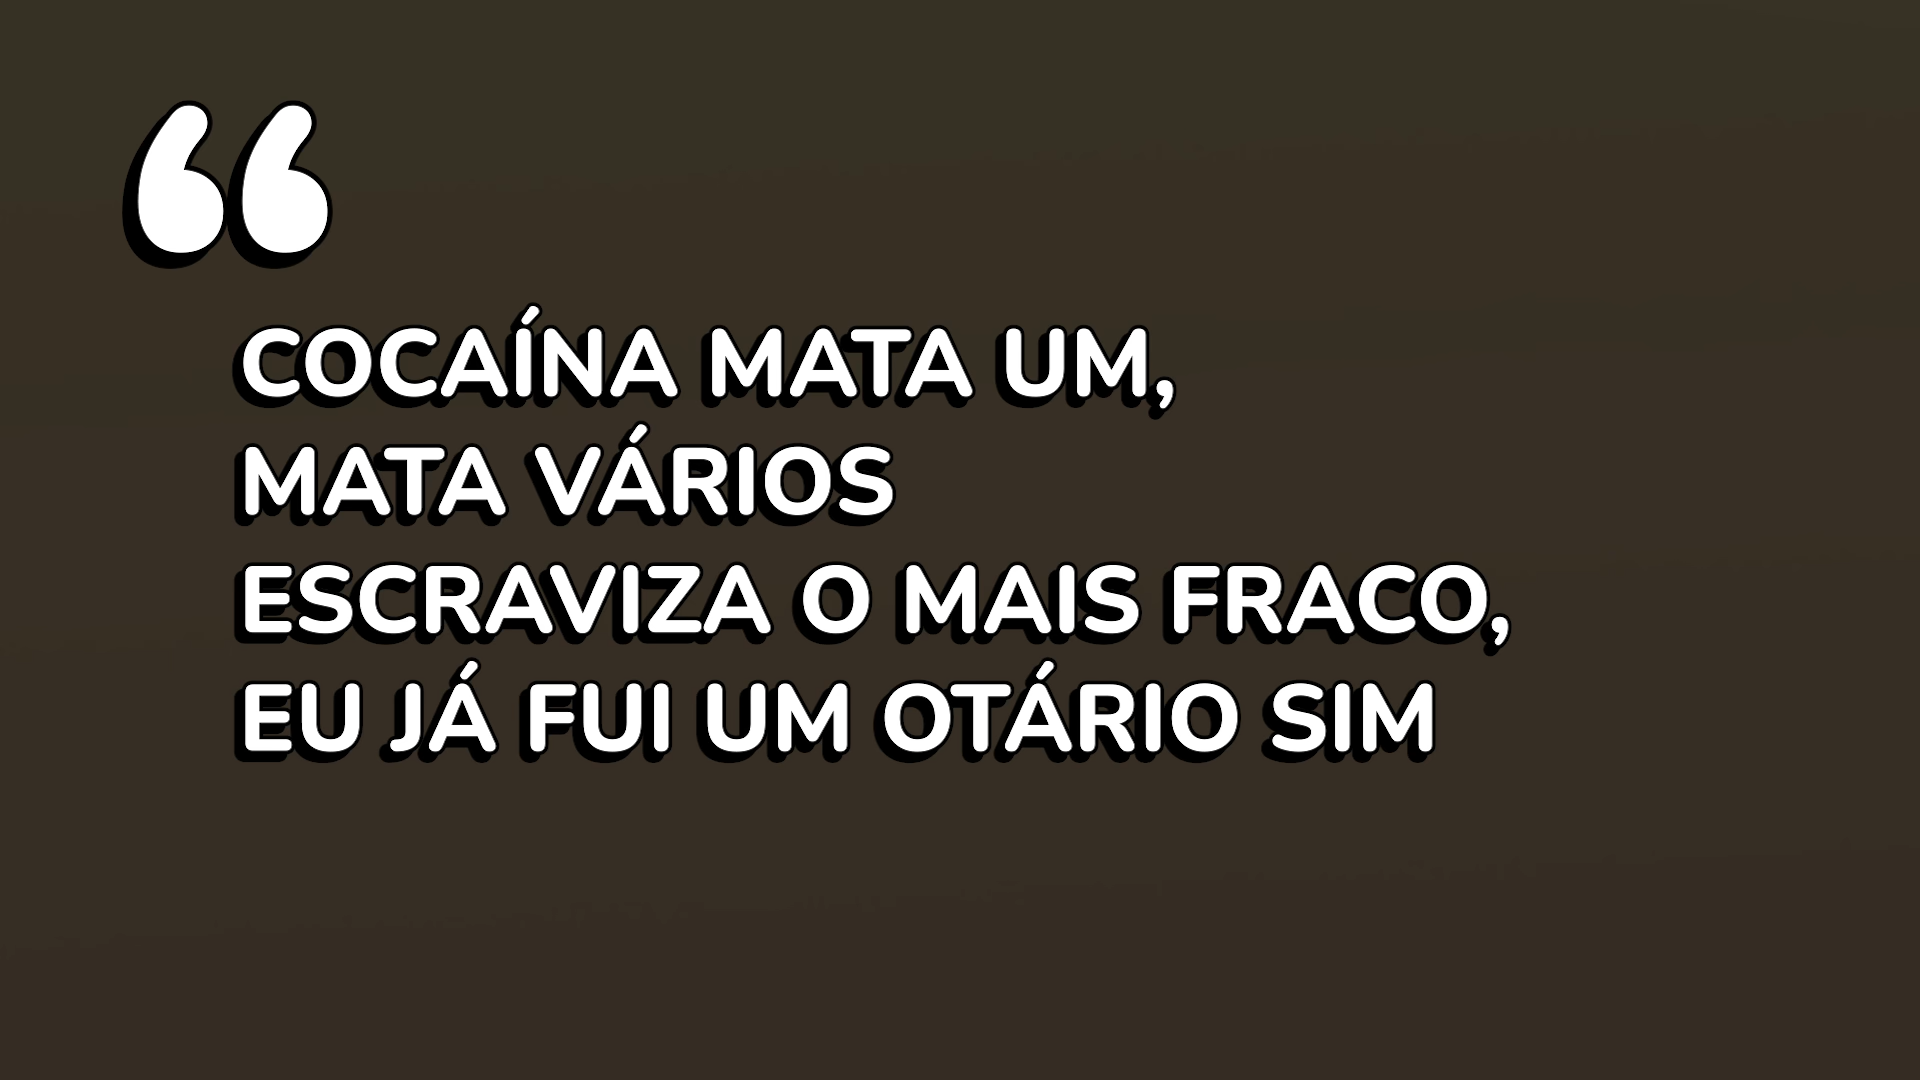 “
COCAÍNA MATA UM,
MATA VÁRIOS
ESCRAVIZA O MAIS FRACO,
EU JÁ FUI UM OTÁRIO SIM